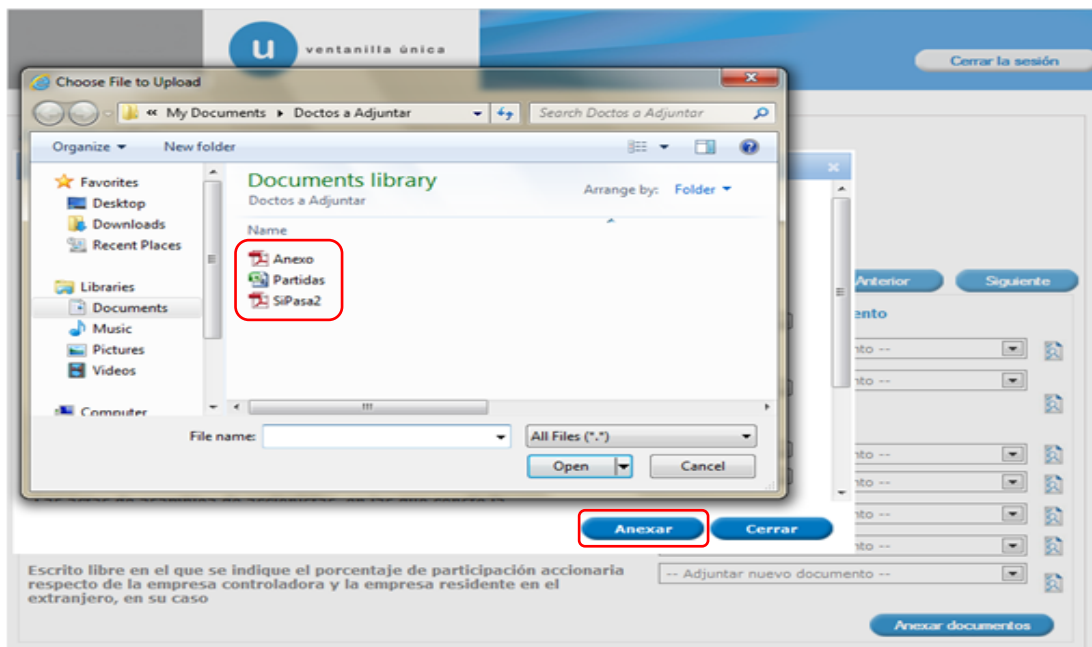 u ventanilla única
Cerrar la sesión
Choose File to Upload
« My Documents Doctos a Adjuntar
Search Doctos a Adjuntar
Organize
New folder
Favorites
Desktop
Downloads
Recent Places
Libraries
Documents
Music
Pictures
Videos
Computer
Documents library
Doctos a Adjuntar
Arrange by: Folder
Name
Anexo
Partidas
SiPasa2
File name:
All Files (*.*)
Open
Cancel
Anterior
Siguiente
ento
nto --
nto --
nto --
nto --
nto --
nto --
Anexar
Cerrar
Escrito libre en el que se indique el porcentaje de participación accionaria
respecto de la empresa controladora y la empresa residente en el
extranjero, en su caso
-- Adjuntar nuevo documento --
Anexar documentos